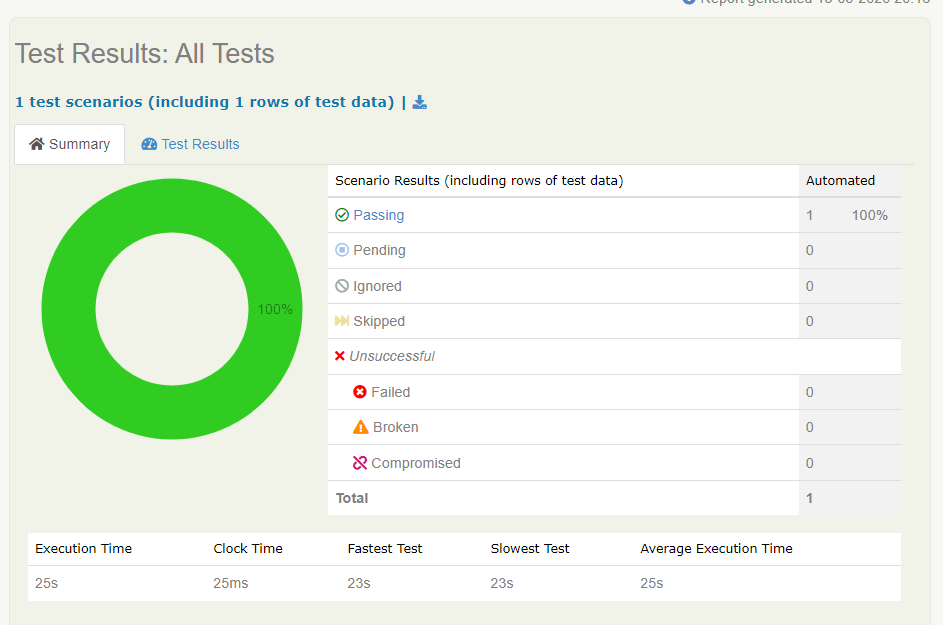 Report generated
Test Results: All Tests
1 test scenarios (including 1 rows of test data) |
Summary Test Results
100%
Scenario Results (including rows of test data) Automated
Passing 1 100%
Pending 0
Ignored 0
Skipped 0
Unsuccessful
Failed 0
Broken 0
Compromised 0
Total 1
Execution Time Clock Time Fastest Test Slowest Test Average Execution Time
25s 25ms 23s 23s 25s